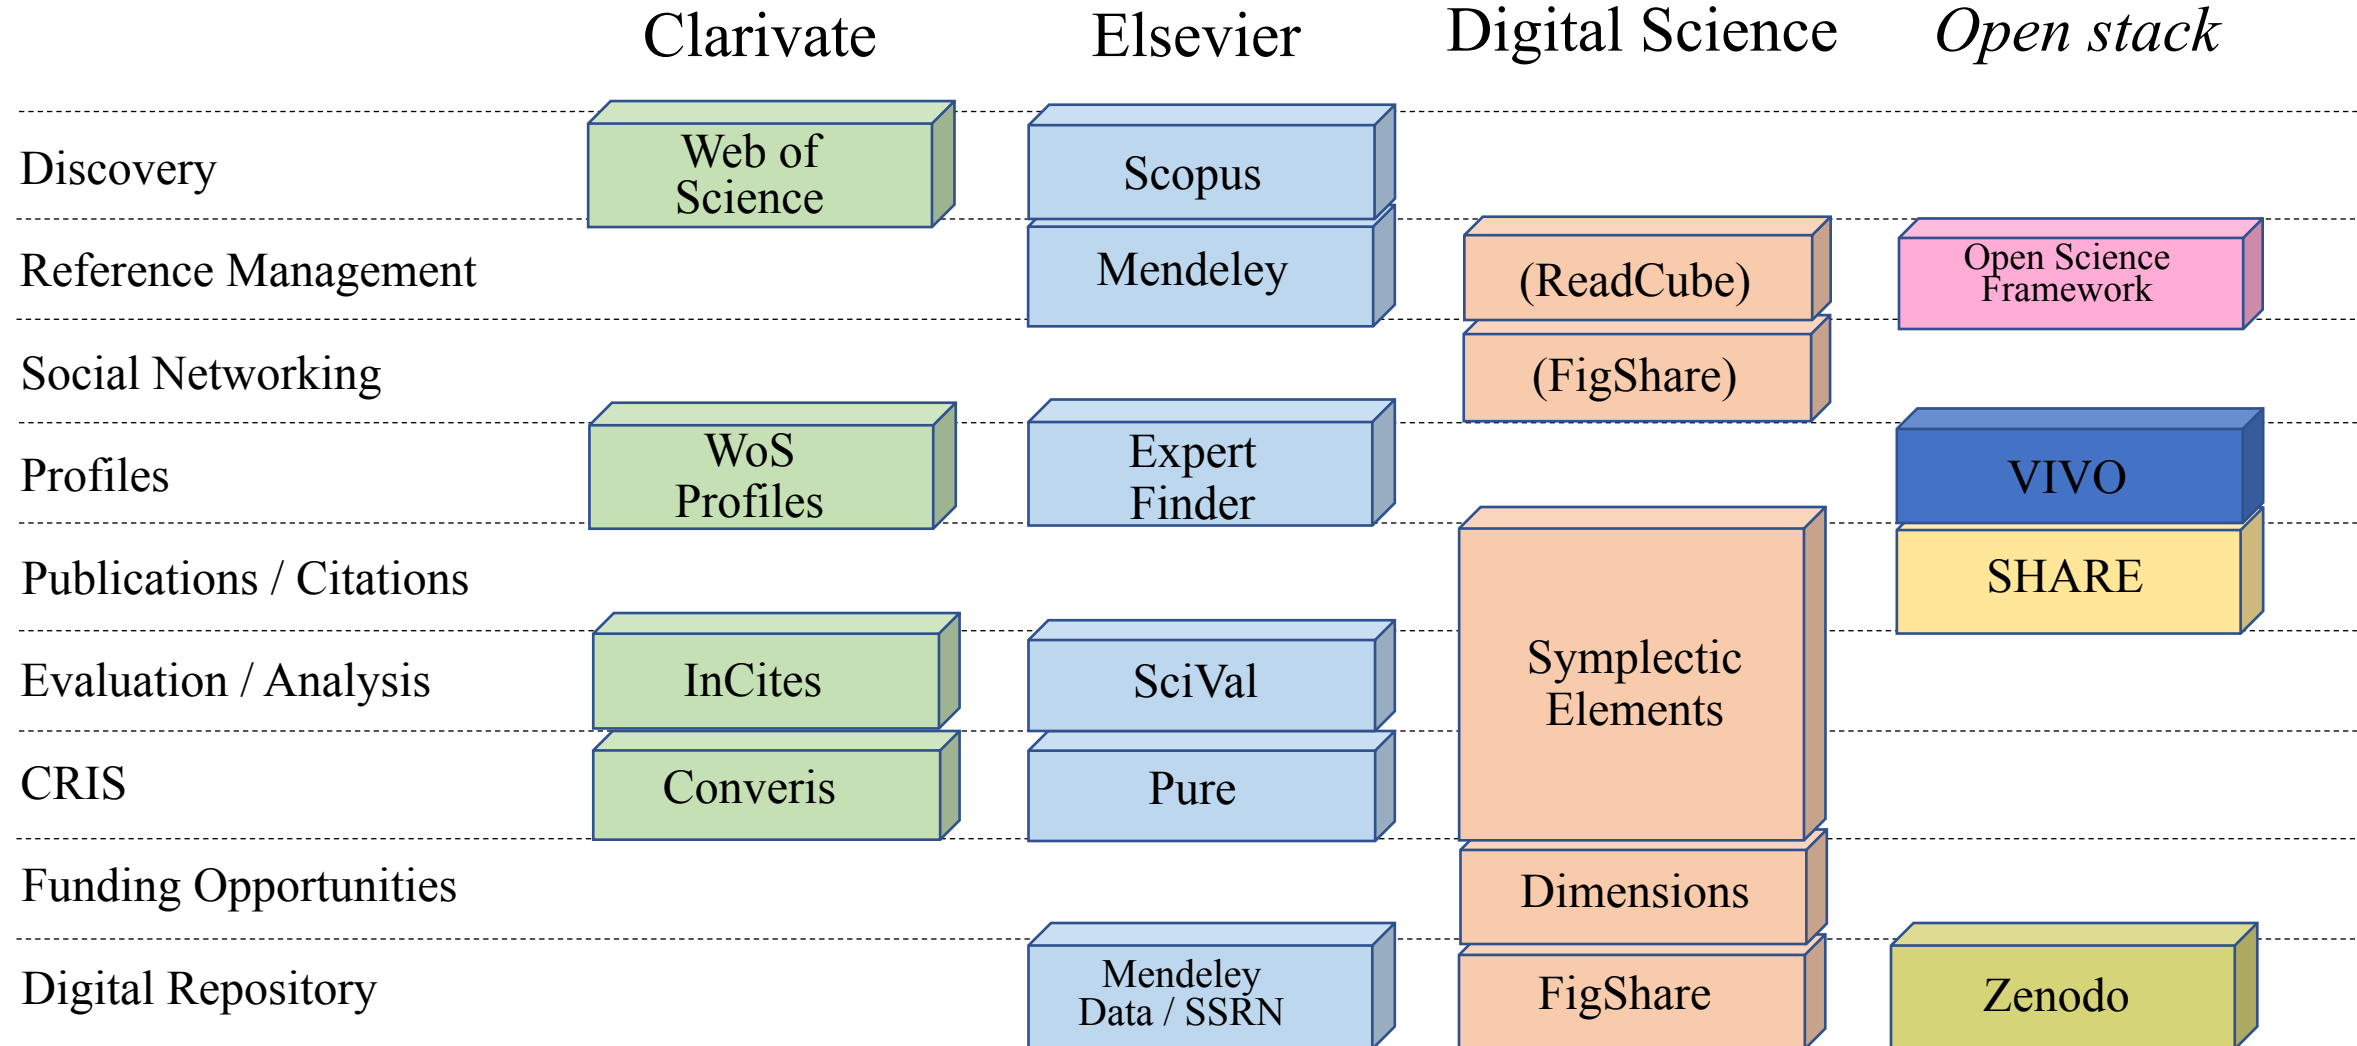 Clarivate
Elsevier
Digital Science
Open stack
Discovery
Web of
Science
Scopus
Reference Management
Mendeley
(ReadCube)
Open Science
Framework
Social Networking
(FigShare)
Profiles
WoS
Profiles
Expert
Finder
VIVO
Publications / Citations
SHARE
Evaluation / Analysis
InCites
SciVal
Symplectic
Elements
CRIS
Converis
Pure
Funding Opportunities
Dimensions
Digital Repository
Mendeley
Data / SSRN
FigShare
Zenodo